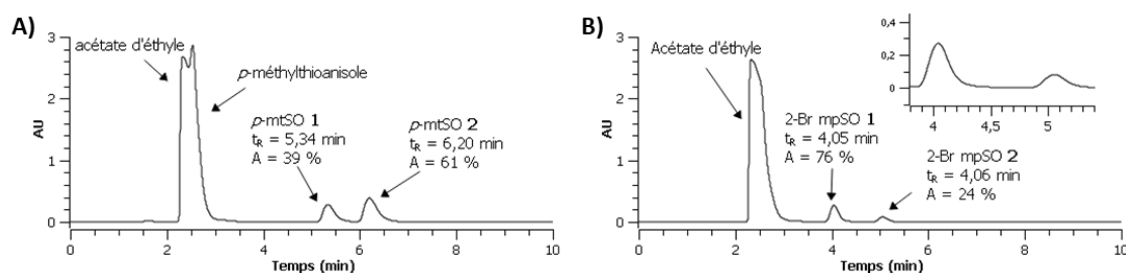 A)
acétate d'éthyle
p-méthylthioanisole
p-mtSO 1
tR = 5,34 min
A = 39 %
p-mtSO 2
tR = 6,20 min
A = 61 %
AU
3
2
1
0
0 2 4 6 8 10
Temps (min)
B)
Acétate d'éthyle
2-Br mpSO 1
tR = 4,05 min
A = 76 %
2-Br mpSO 2
tR = 4,06 min
A = 24 %
0,4
0,2
0
4 4,5 5
AU
3
2
1
0
0 2 4 6 8 10
Temps (min)